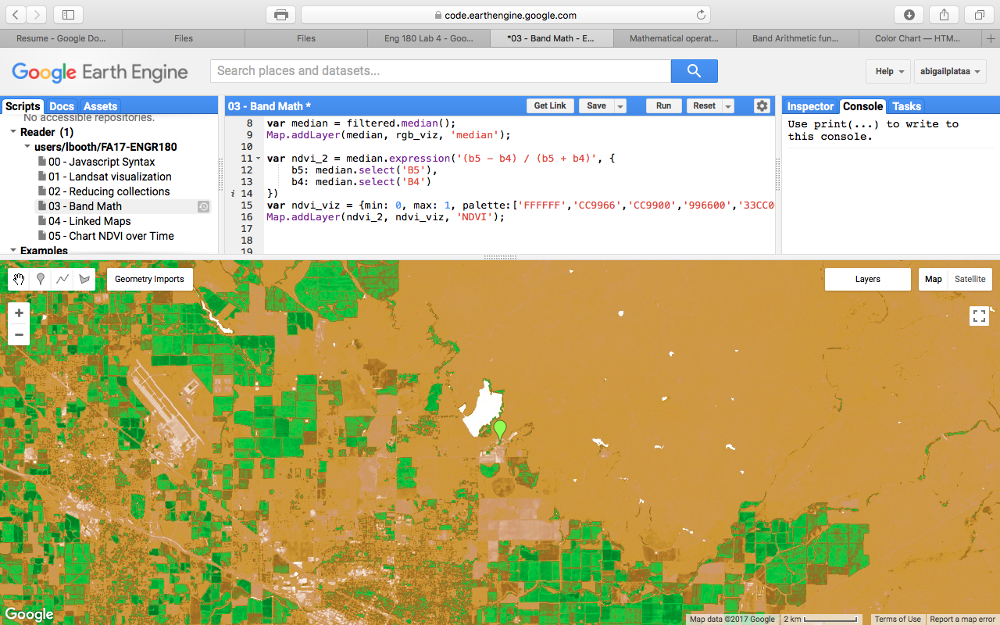 code.earthengine.google.com
Resume - Google Do...
Files
Files
Eng 180 Lab 4 - Goo...
*03 - Band Math - E...
Mathematical operat...
Band Arithmetic fun...
Color Chart — HTM...
Google Earth Engine
Search places and datasets...
Help
abigailplataa
Scripts Docs Assets
No accessible repositories.
Reader (1)
users/lbooth/FA17-ENGR180
00 - Javascript Syntax
01 - Landsat visualization
02 - Reducing collections
03 - Band Math
04 - Linked Maps
05 - Chart NDVI over Time
Examples
03 - Band Math *
Get Link Save Run Reset
8 var median = filtered.median();
9 Map.addLayer(median, rgb_viz, 'median');
10
11 var ndvi_2 = median.expression('(b5 - b4) / (b5 + b4)', {
12 b5: median.select('B5'),
13 b4: median.select('B4')
i 14 })
15 var ndvi_viz = {min: 0, max: 1, palette:['FFFFFF','CC9966','CC9900','996600','33CC0
16 Map.addLayer(ndvi_2, ndvi_viz, 'NDVI');
17
18
19
Inspector Console Tasks
Use print(...) to write to
this console.
Geometry Imports
Layers
Map Satellite
+
−
Google
Map data ©2017 Google
2 km
Terms of Use
Report a map error